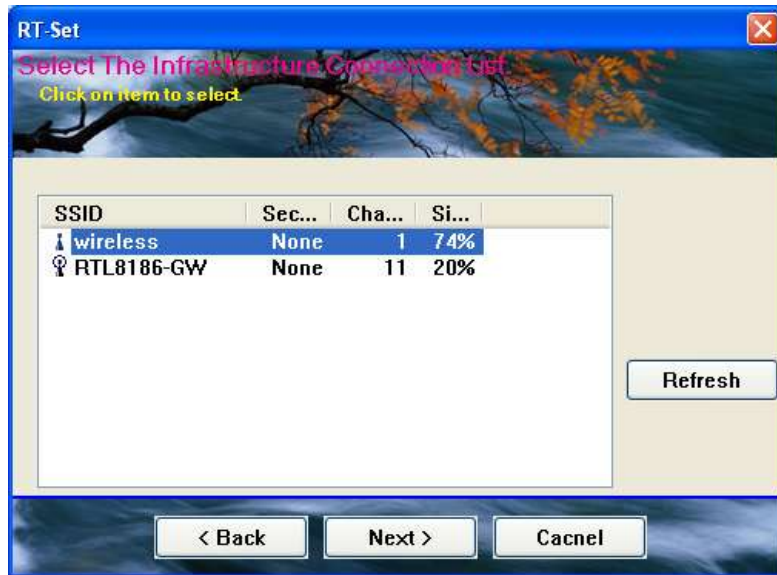 RT-Set
Select The Infrastructure Connection List.
Click on item to select.
SSID Sec... Cha... Si...
wireless None 1 74%
RTL8186-GW None 11 20%
Refresh
< Back Next > Cacnel